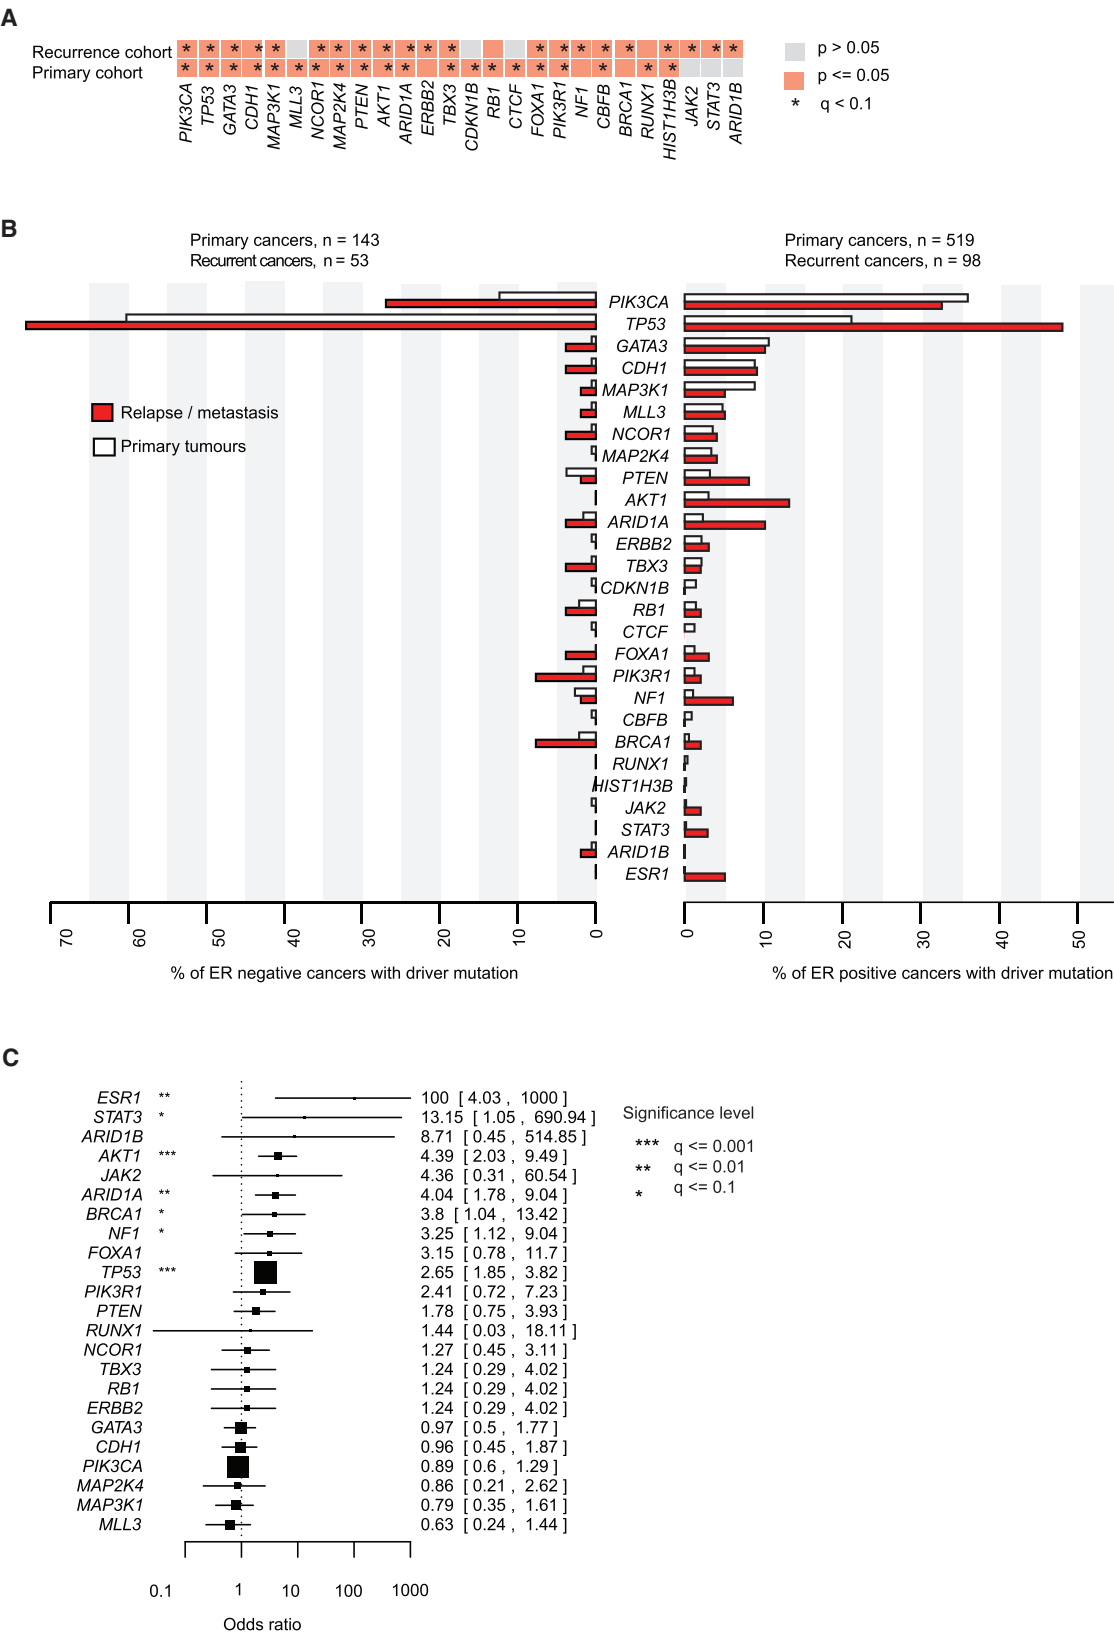 A
Recurrence cohort * * * * * * * * * * * * * * * * * * * * *
Primary cohort * * * * * * * * * * * * * * * * * * * *
PIK3CA TP53 GATA3 CDH1 MAP3K1 MLL3 NCOR1 MAP2K4 PTEN AKT1 ARID1A ERBB2 TBX3 CDKN1B RB1 CTCF FOXA1 PIK3R1 NF1 CBFB BRCA1 RUNX1 HIST1H3B JAK2 STAT3 ARID1B
p > 0.05
p <= 0.05
* q < 0.1
B
Primary cancers, n = 143
Recurrent cancers, n = 53
Primary cancers, n = 519
Recurrent cancers, n = 98
Relapse / metastasis
Primary tumours
PIK3CA
TP53
GATA3
CDH1
MAP3K1
MLL3
NCOR1
MAP2K4
PTEN
AKT1
ARID1A
ERBB2
TBX3
CDKN1B
RB1
CTCF
FOXA1
PIK3R1
NF1
CBFB
BRCA1
RUNX1
HIST1H3B
JAK2
STAT3
ARID1B
ESR1
70 60 50 40 30 20 10 0
0 10 20 30 40 50
% of ER negative cancers with driver mutation
% of ER positive cancers with driver mutation
C
ESR1 ** 100 [ 4.03 , 1000 ]
STAT3 * 13.15 [ 1.05 , 690.94 ]
ARID1B 8.71 [ 0.45 , 514.85 ]
AKT1 *** 4.39 [ 2.03 , 9.49 ]
JAK2 4.36 [ 0.31 , 60.54 ]
ARID1A ** 4.04 [ 1.78 , 9.04 ]
BRCA1 * 3.8 [ 1.04 , 13.42 ]
NF1 * 3.25 [ 1.12 , 9.04 ]
FOXA1 3.15 [ 0.78 , 11.7 ]
TP53 *** 2.65 [ 1.85 , 3.82 ]
PIK3R1 2.41 [ 0.72 , 7.23 ]
PTEN 1.78 [ 0.75 , 3.93 ]
RUNX1 1.44 [ 0.03 , 18.11 ]
NCOR1 1.27 [ 0.45 , 3.11 ]
TBX3 1.24 [ 0.29 , 4.02 ]
RB1 1.24 [ 0.29 , 4.02 ]
ERBB2 1.24 [ 0.29 , 4.02 ]
GATA3 0.97 [ 0.5 , 1.77 ]
CDH1 0.96 [ 0.45 , 1.87 ]
PIK3CA 0.89 [ 0.6 , 1.29 ]
MAP2K4 0.86 [ 0.21 , 2.62 ]
MAP3K1 0.79 [ 0.35 , 1.61 ]
MLL3 0.63 [ 0.24 , 1.44 ]
Significance level
*** q <= 0.001
** q <= 0.01
* q <= 0.1
0.1 1 10 100 1000
Odds ratio